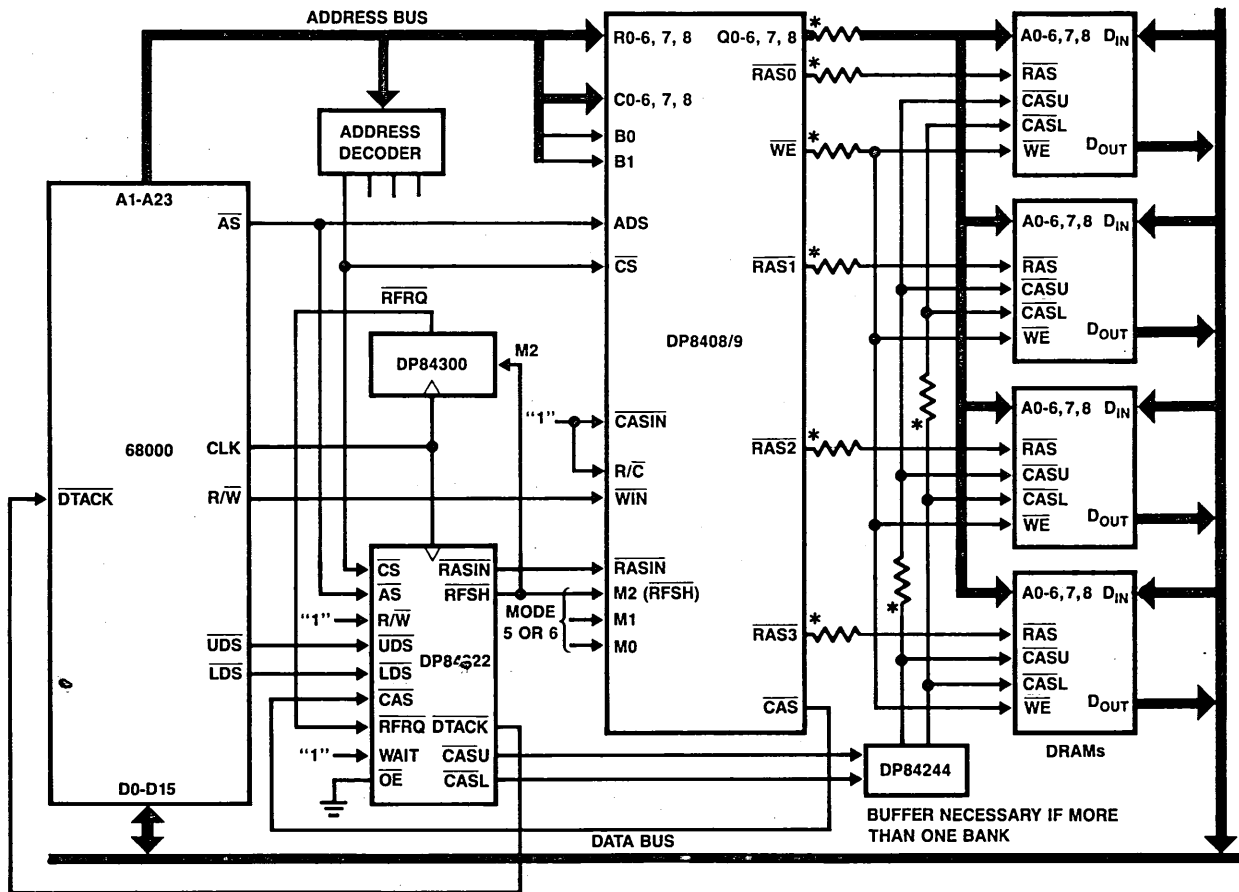 ADDRESS BUS
R0-6, 7, 8
Q0-6, 7, 8
*
RAS0
*
C0-6, 7, 8
B0
B1
WE
*
ADDRESS
DECODER
A1-A23
AS
ADS
CS
RAS1
*
RFRQ
DP84300
M2
DP8408/9
68000
CLK
"1"
CASIN
R/C
RAS2
*
DTACK
R/W
WIN
CS
RASIN
RASIN
AS
RFSH
M2 (RFSH)
"1"
R/W
MODE
5 OR 6
M1
M0
UDS
UDS
DP84322
LDS
LDS
RAS3
*
CAS
CAS
RFRQ
DTACK
"1"
WAIT
CASU
OE
CASL
D0-D15
DATA BUS
DP84244
BUFFER NECESSARY IF MORE
THAN ONE BANK
*
*
A0-6,7,8
DIN
RAS
CASU
CASL
WE
DOUT
A0-6,7,8
DIN
RAS
CASU
CASL
WE
DOUT
A0-6,7,8
DIN
RAS
CASU
CASL
WE
DOUT
A0-6,7,8
DIN
RAS
CASU
CASL
WE
DOUT
DRAMs